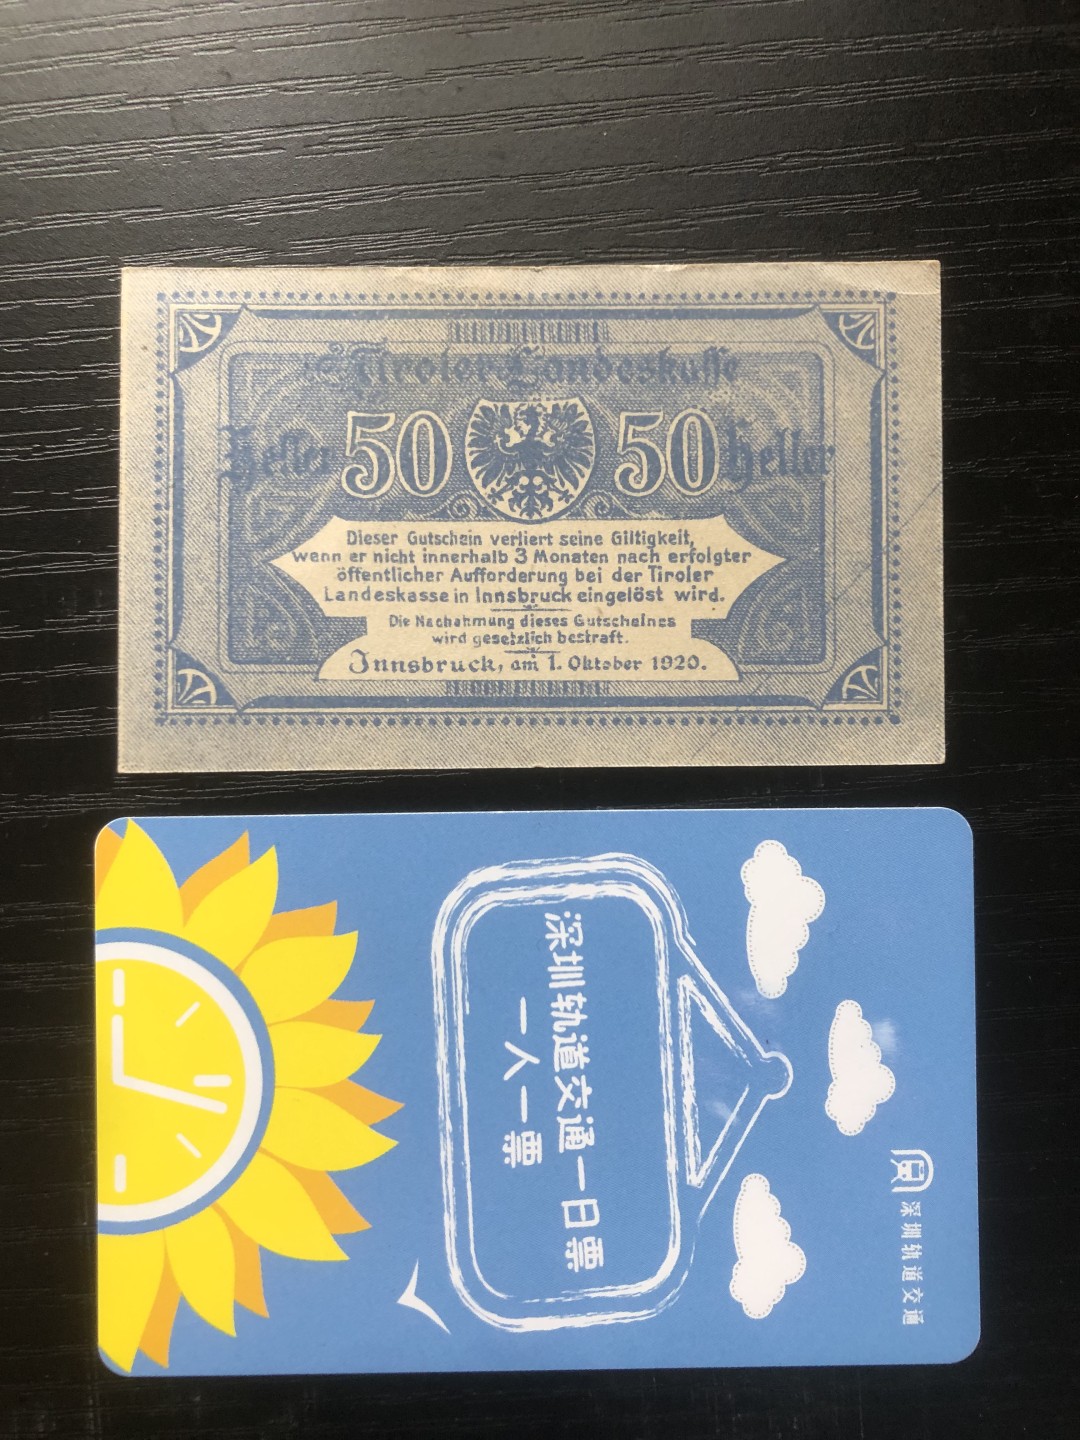 Tiroler Landeskasse
Heller 50 50 Heller
Dieser Gutschein verliert seine Giltigkeit,
wenn er nicht innerhalb 3 Monaten nach erfolgter
öffentlicher Aufforderung bei der Tiroler
Landeskasse in Innsbruck eingelöst wird.
Die Nachahmung dieses Gutscheines
wird gesetzlich bestraft.
Innsbruck, am 1. Oktober 1920.
深圳轨道交通
深圳轨道交通一日票
一人一票